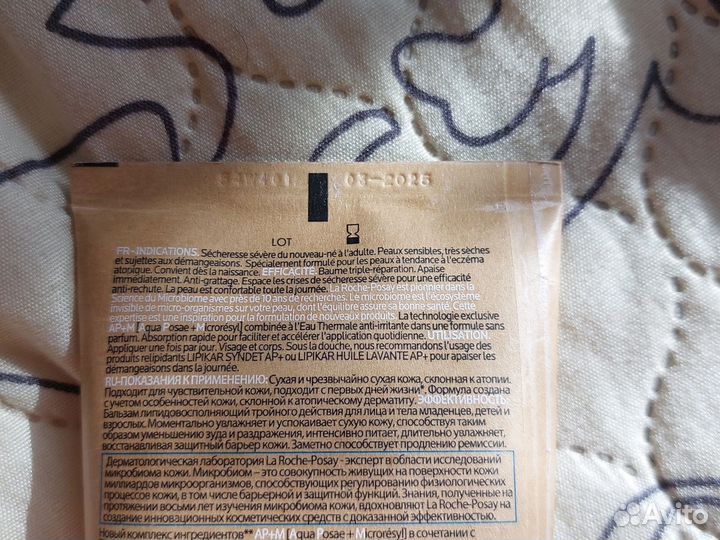 54W401 03-2025
LOT
FR-INDICATIONS. Sécheresse sévère du nouveau-né à l'adulte. Peaux sensibles, très sèches
et sujettes aux démangeaisons. Spécialement formulé pour les peaux à tendance à l'eczéma
atopique. Convient dès la naissance. EFFICACITÉ. Baume triple-réparation. Apaise
immédiatement. Anti-grattage. Espace les crises de sécheresse sévère pour une efficacité
anti-rechute. La peau est confortable toute la journée. La Roche-Posay est pionnier dans la
Science du Microbiome avec près de 10 ans de recherches. Le microbiome est l'écosystème
invisible de micro-organismes sur votre peau, dont l'équilibre assure sa bonne santé. Cette
expertise est une inspiration pour la formulation de nouveaux produits. La technologie exclusive
AP+M [Aqua Posae + Microrésyl] combinée à l'Eau Thermale anti-irritante dans une formule sans
parfum. Absorption rapide pour faciliter et accélérer l'application quotidienne. UTILISATION.
Appliquer une fois par jour. Visage et corps. Sous la douche, nous recommandons l'usage des
produits relipidants LIPIKAR SYNDET AP+ ou LIPIKAR HUILE LAVANTE AP+ pour apaiser les
démangeaisons dans la journée.
RU-ПОКАЗАНИЯ К ПРИМЕНЕНИЮ: Сухая и чрезвычайно сухая кожа, склонная к атопии.
Подходит для чувствительной кожи, подходит с первых дней жизни*. Формула создана
с учетом особенностей кожи, склонной к атопическому дерматиту. ЭФФЕКТИВНОСТЬ:
Бальзам липидовосполняющий тройного действия для лица и тела младенцев, детей и
взрослых. Моментально увлажняет и успокаивает сухую кожу, способствуя таким
образом уменьшению зуда и раздражения, интенсивно питает, длительно увлажняет,
восстанавливая защитный барьер кожи. Заметно способствует продлению ремиссии.
Дерматологическая лаборатория La Roche-Posay - эксперт в области исследований
микробиома кожи. Микробиом – это совокупность живущих на поверхности кожи
миллиардов микроорганизмов, способствующих регулированию физиологических
процессов кожи, в том числе барьерной и защитной функций. Знания, полученные на
протяжении восьми лет изучения микробиома кожи, вдохновляют La Roche-Posay на
создание инновационных косметических средств с доказанной эффективностью.
Новый комплекс ингредиентов** AP+M [Aqua Posae + Microrésyl] в сочетании с
Avito